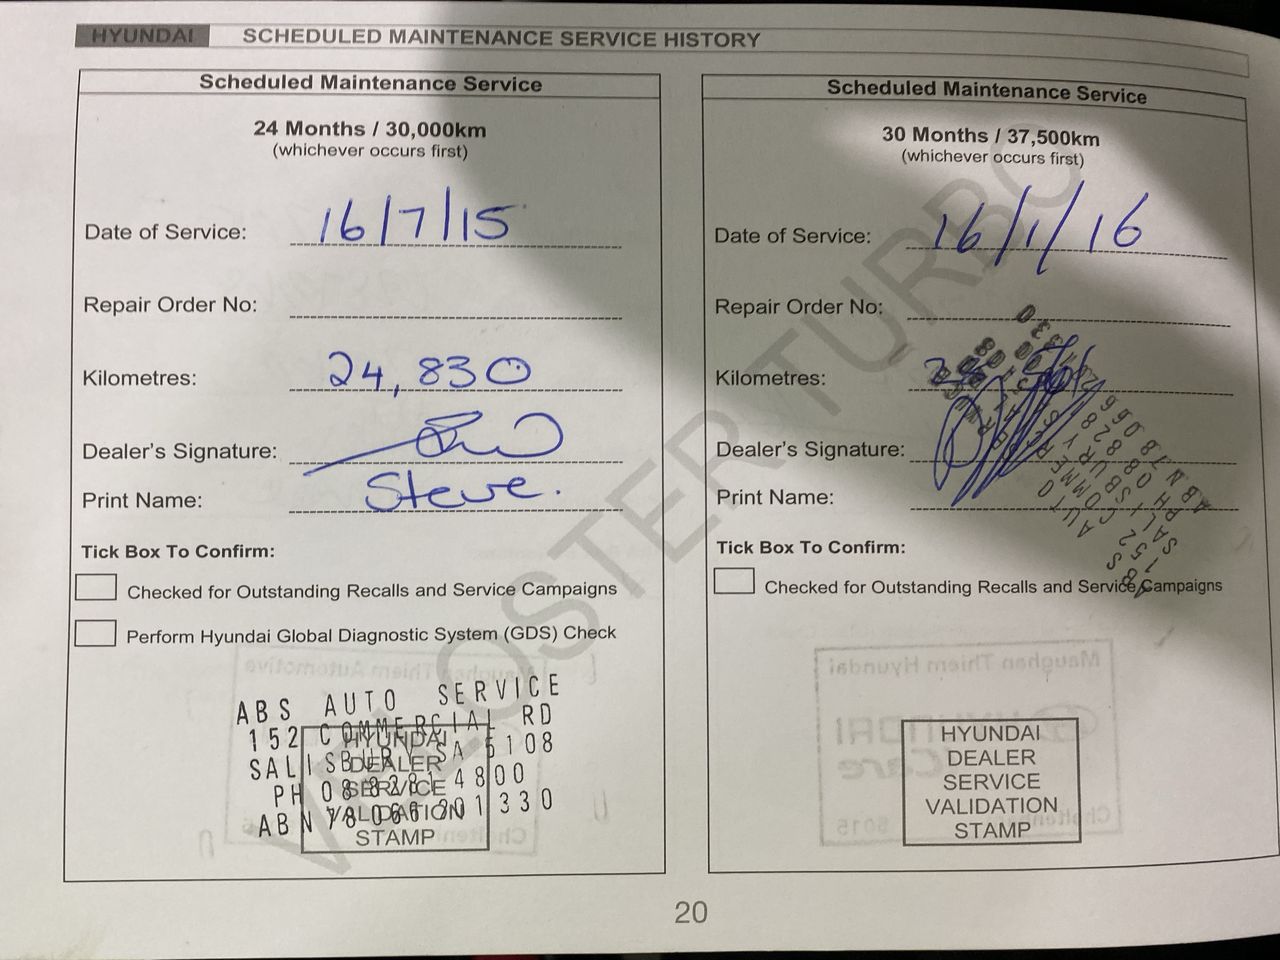 HYUNDAI SCHEDULED MAINTENANCE SERVICE HISTORY
Scheduled Maintenance Service
24 Months / 30,000km
(whichever occurs first)
Date of Service: 16/7/15
Repair Order No:
Kilometres: 24,830
Dealer's Signature:
Print Name: Steve.
Tick Box To Confirm:
Checked for Outstanding Recalls and Service Campaigns
Perform Hyundai Global Diagnostic System (GDS) Check
ABS AUTO SERVICE
152 COMMERCIAL RD
SALISBURY SA 5108
PH 08 8281 4800
ABN 78 066 201 330
HYUNDAI
DEALER
SERVICE
VALIDATION
STAMP
Scheduled Maintenance Service
30 Months / 37,500km
(whichever occurs first)
Date of Service: 16/1/16
Repair Order No:
Kilometres:
Dealer's Signature:
Print Name:
Tick Box To Confirm:
Checked for Outstanding Recalls and Service Campaigns
HYUNDAI
DEALER
SERVICE
VALIDATION
STAMP
VELOSTER TURBO
20